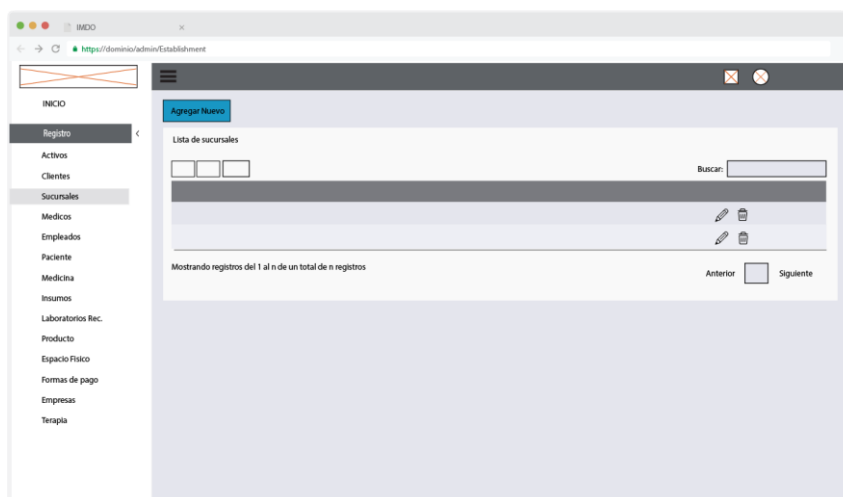 IMDO
https://dominio/admin/Establishment
INICIO
Registro
Activos
Clientes
Sucursales
Medicos
Empleados
Paciente
Medicina
Insumos
Laboratorios Rec.
Producto
Espacio Fisico
Formas de pago
Empresas
Terapia
Agregar Nuevo
Lista de sucursales
Buscar:
Mostrando registros del 1 al n de un total de n registros
Anterior
Siguiente